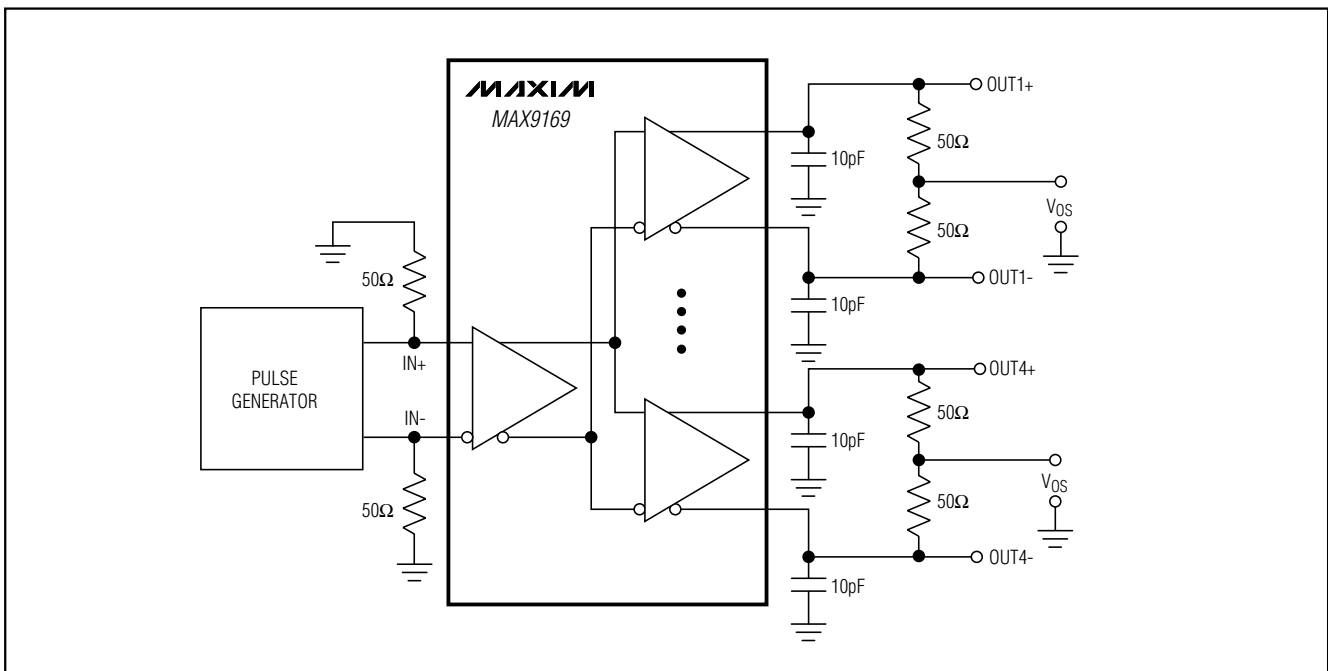 MAXIM
MAX9169
OUT1+
50Ω
10pF
VOS
50Ω
OUT1-
10pF
50Ω
IN+
PULSE
GENERATOR
IN-
50Ω
OUT4+
50Ω
10pF
VOS
50Ω
OUT4-
10pF